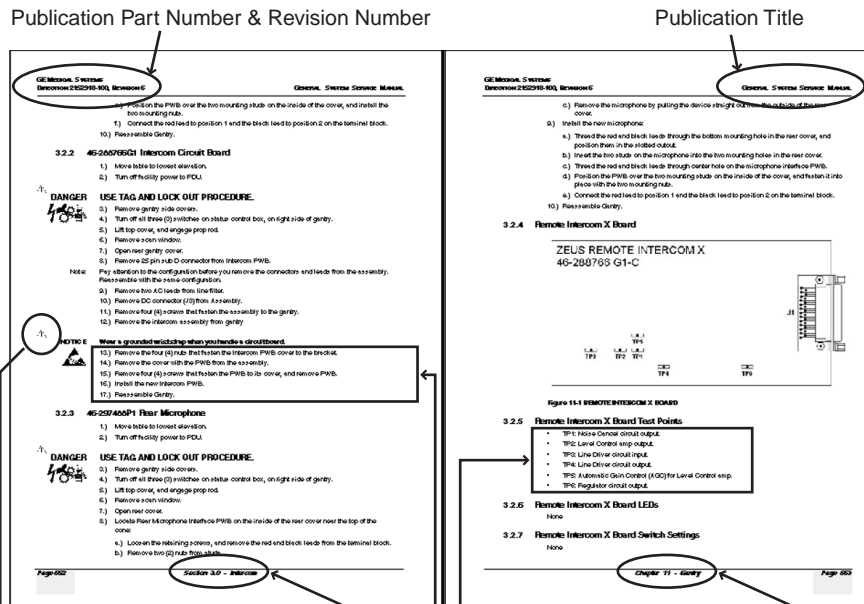 Publication Part Number & Revision Number
Publication Title
GE MEDICAL SYSTEMS
DIRECTION 2152918-100, REVISION 6
GENERAL SYSTEM SERVICE MANUAL
e.) Position the PWB over the two mounting studs on the inside of the cover, and install the
two mounting nuts.
f.) Connect the red lead to position 1 and the black lead to position 2 on the terminal block.
10.) Reassemble Gantry.
3.2.2 46-288766G1 Intercom Circuit Board
1.) Move table to lowest elevation.
2.) Turn off facility power to PDU.
DANGER USE TAG AND LOCK OUT PROCEDURE.
3.) Remove gantry side covers.
4.) Turn off all three (3) switches on status control box, on right side of gantry.
5.) Lift top cover, and engage prop rod.
6.) Remove scan window.
7.) Open rear gantry cover.
8.) Remove 25 pin sub D connector from Intercom PWB.
Note: Pay attention to the configuration before you remove the connectors and leads from the assembly.
Reassemble with the same configuration.
9.) Remove two AC leads from line filter.
10.) Remove DC connector (J3) from Assembly.
11.) Remove four (4) screws that fasten the assembly to the gantry.
12.) Remove the intercom assembly from gantry
NOTICE Wear a grounded wrist strap when you handle a circuit board.
13.) Remove the four (4) nuts that fasten the Intercom PWB cover to the bracket.
14.) Remove the cover with the PWB from the assembly.
15.) Remove four (4) screws that fasten the PWB to its cover, and remove PWB.
16.) Install the new Intercom PWB.
17.) Reassemble Gantry.
3.2.3 46-297488P1 Rear Microphone
1.) Move table to lowest elevation.
2.) Turn off facility power to PDU.
DANGER USE TAG AND LOCK OUT PROCEDURE.
3.) Remove gantry side covers.
4.) Turn off all three (3) switches on status control box, on right side of gantry.
5.) Lift top cover, and engage prop rod.
6.) Remove scan window.
7.) Open rear cover.
8.) Locate Rear Microphone Interface PWB on the inside of the rear cover near the top of the
cone:
a.) Loosen the retaining screws, and remove the red and black leads from the terminal block.
b.) Remove two (2) nuts from studs.
Page 652
Section 3.0 - Intercom
GE MEDICAL SYSTEMS
DIRECTION 2152918-100, REVISION 6
GENERAL SYSTEM SERVICE MANUAL
c.) Remove the microphone by pulling the device straight out from the outside of the rear
cover.
9.) Install the new microphone:
a.) Thread the red and black leads through the bottom mounting hole in the rear cover, and
position them in the slotted cutout.
b.) Insert the two studs on the microphone into the two mounting holes in the rear cover.
c.) Thread the red and black leads through center hole on the microphone interface PWB.
d.) Position the PWB over the two mounting studs on the inside of the cover, and fasten it into
place with the two mounting nuts.
e.) Connect the red lead to position 1 and the black lead to position 2 on the terminal block.
10.) Reassemble Gantry.
3.2.4 Remote Intercom X Board
ZEUS REMOTE INTERCOM X
46-288766 G1-C
J1
TP5
TP3 TP2 TP1
TP4
TP6
Figure 11-1 REMOTE INTERCOM X BOARD
3.2.5 Remote Intercom X Board Test Points
• TP1: Noise Cancel circuit output.
• TP2: Level Control amp output.
• TP3: Line Driver circuit input.
• TP4: Line Driver circuit output.
• TP5: Automatic Gain Control (AGC) for Level Control amp.
• TP6: Regulator circuit output.
3.2.6 Remote Intercom X Board LEDs
None
3.2.7 Remote Intercom X Board Switch Settings
None
Chapter 11 - Gantry
Page 653